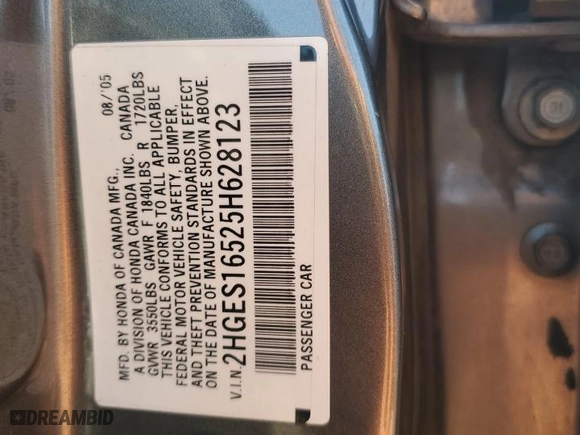 MFD. BY HONDA OF CANADA MFG., 08/'05
A DIVISION OF HONDA CANADA INC. CANADA
GVWR 3550LBS GAWR F 1840LBS R 1720LBS
THIS VEHICLE CONFORMS TO ALL APPLICABLE
FEDERAL MOTOR VEHICLE SAFETY, BUMPER,
AND THEFT PREVENTION STANDARDS IN EFFECT
ON THE DATE OF MANUFACTURE SHOWN ABOVE.
V.I.N. 2HGES16525H628123
PASSENGER CAR
DREAMBID